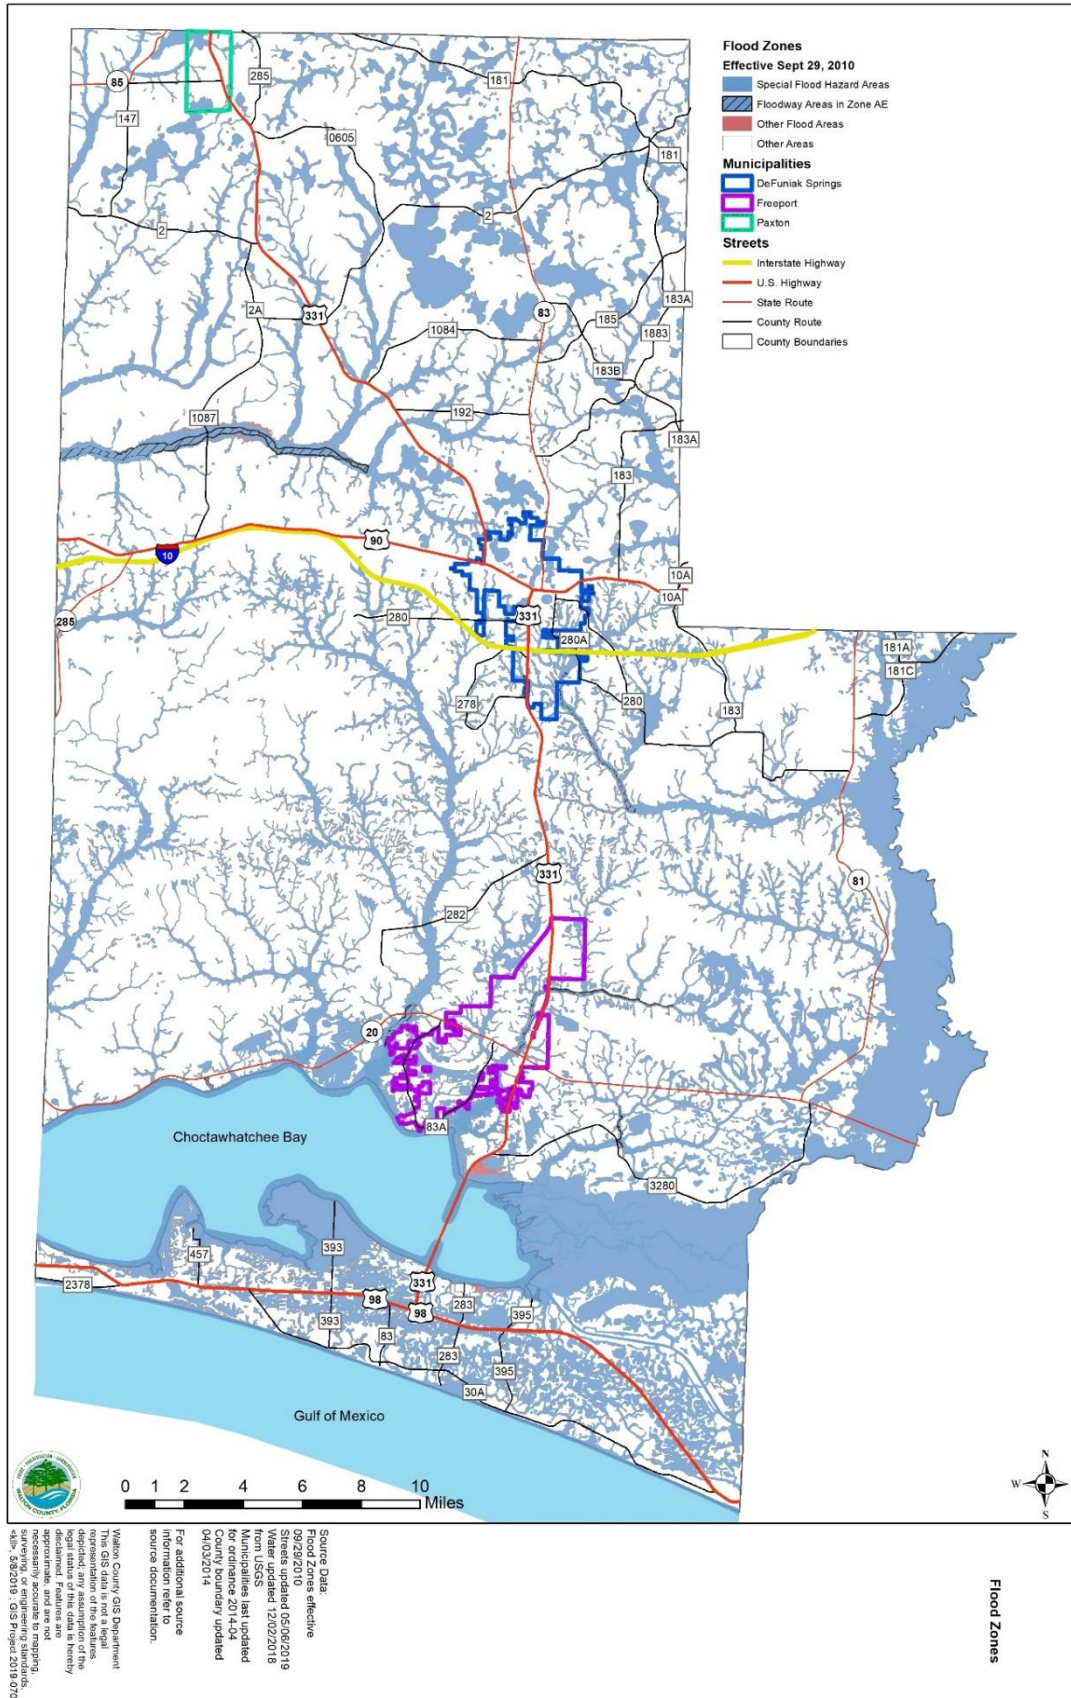 Flood Zones
Effective Sept 29, 2010
Special Flood Hazard Areas
Floodway Areas in Zone AE
Other Flood Areas
Other Areas
Municipalities
DeFuniak Springs
Freeport
Paxton
Streets
Interstate Highway
U.S. Highway
State Route
County Route
County Boundaries
85
285
181
147
0605
181
2
2
183A
2A
331
83
185
1084
1883
183B
192
1087
183A
183
90
10
10A
10A
285
280
331
280A
181A
181C
278
280
183
331
81
282
20
83A
Choctawhatchee Bay
3280
457
393
331
2378
98
98
283
395
393
83
283
395
30A
Gulf of Mexico
WALTON COUNTY, FLORIDA
0 1 2 4 6 8 10
Miles
N
W
S
Flood Zones
Source Data:
Flood Zones effective
09/29/2010
Streets updated 05/06/2019
Water updated 12/02/2018
from USGS
Municipalities last updated
for ordinance 2014-04
County boundary updated
04/03/2014
For additional source
information refer to
source documentation.
Walton County GIS Department
This GIS data is not a legal
representation of the features
depicted; any assumption of the
legal status of this data is hereby
disclaimed. Features are
approximate, and are not
necessarily accurate to mapping,
surveying, or engineering standards.